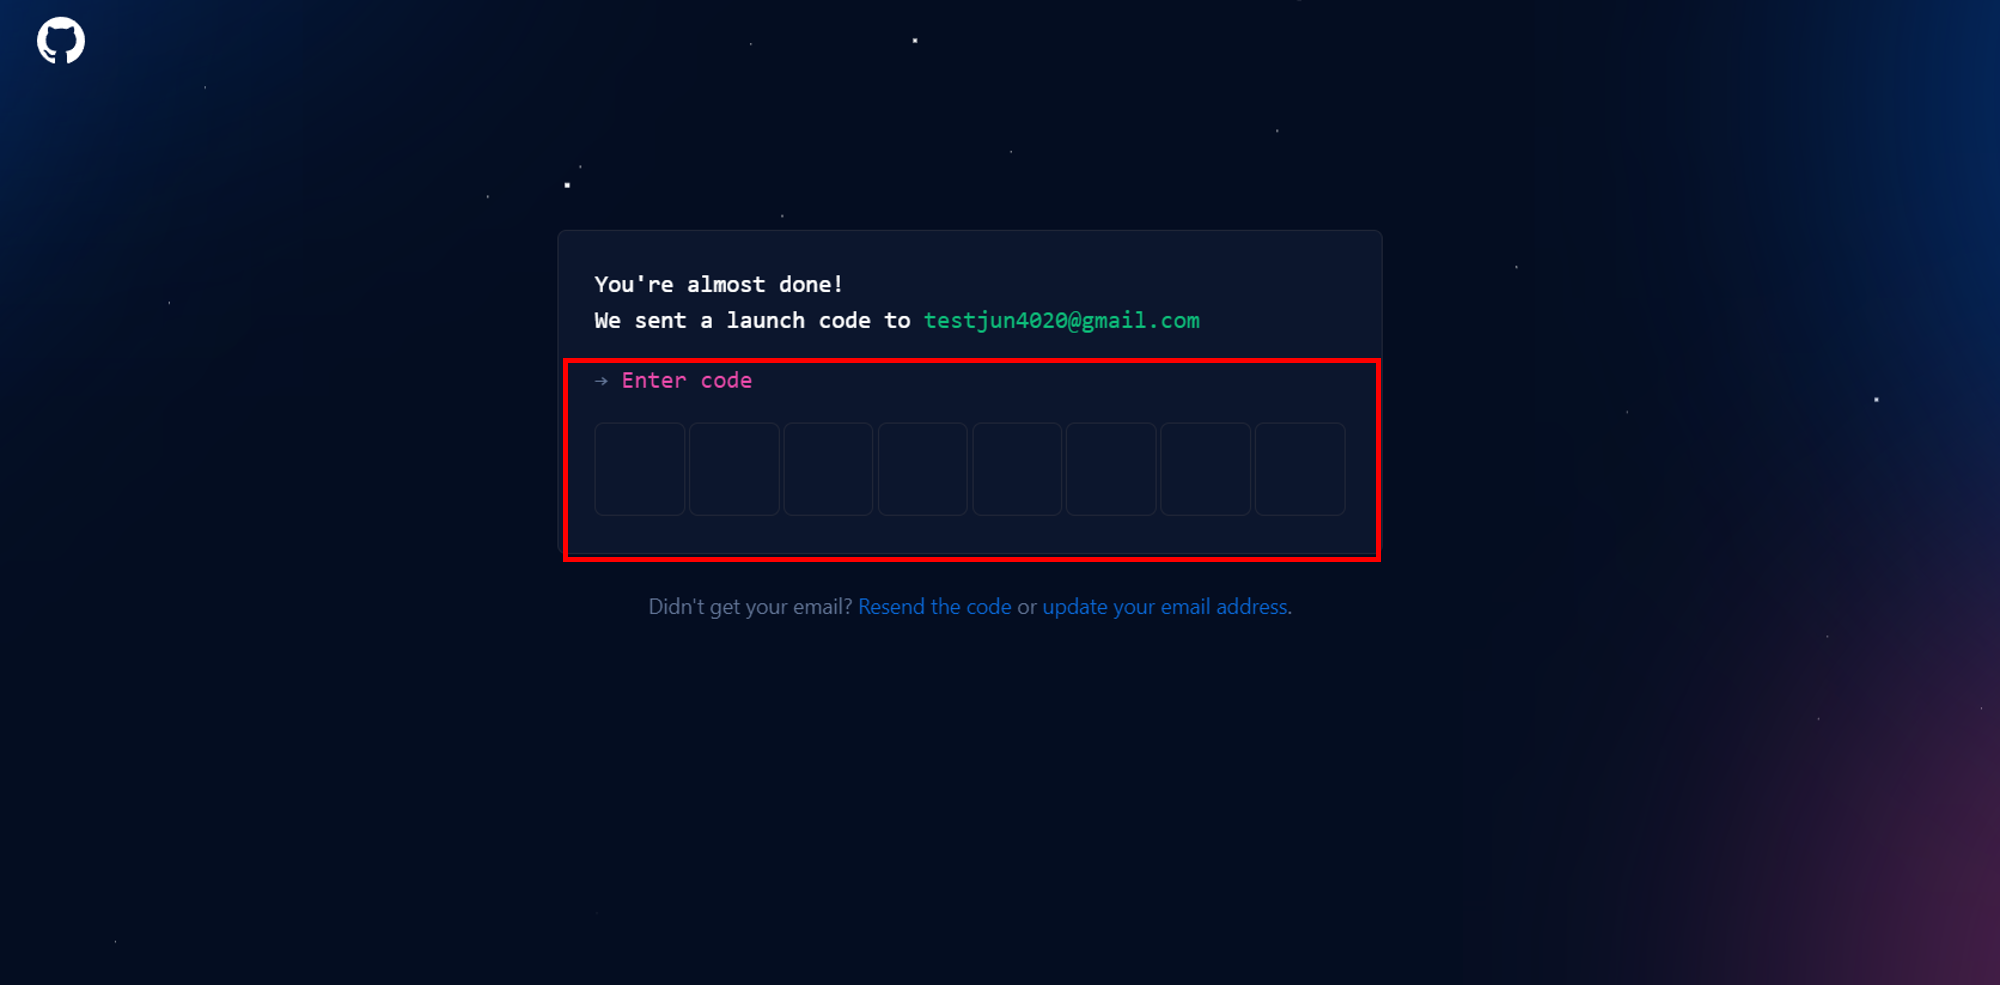 You're almost done!
We sent a launch code to testjun4020@gmail.com
→ Enter code
Didn't get your email? Resend the code or update your email address.